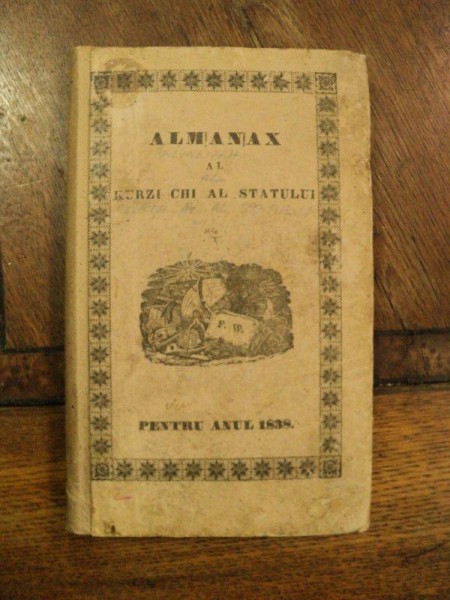 ALMANAX
AL
KURZI CHI AL STATULUI
F. W.
PENTRU ANUL 1838.